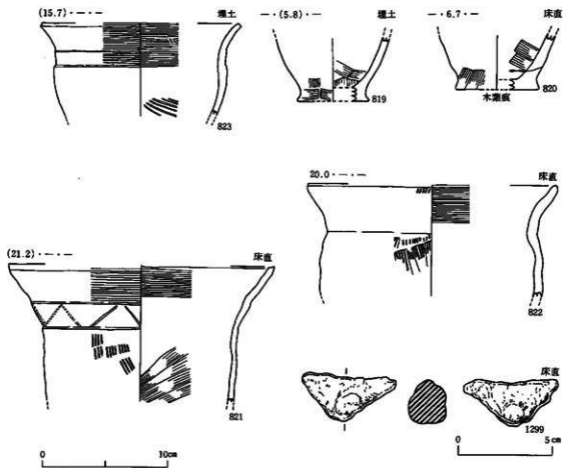 (15.7)
埋土
823
(5.8)
埋土
819
6.7
床直
木葉痕
820
20.0
床直
822
(21.2)
床直
821
床直
1299
0 10cm
0 5cm